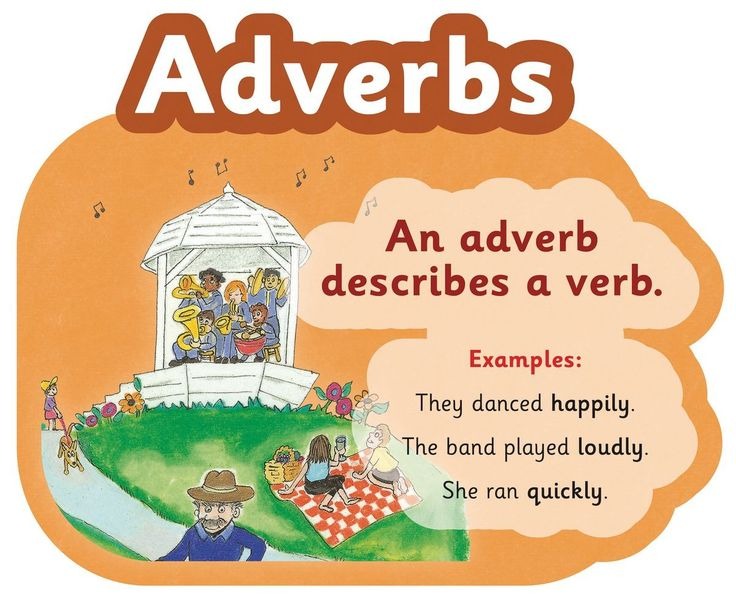 Adverbs
An adverb
describes a verb.
Examples:
They danced happily.
The band played loudly.
She ran quickly.